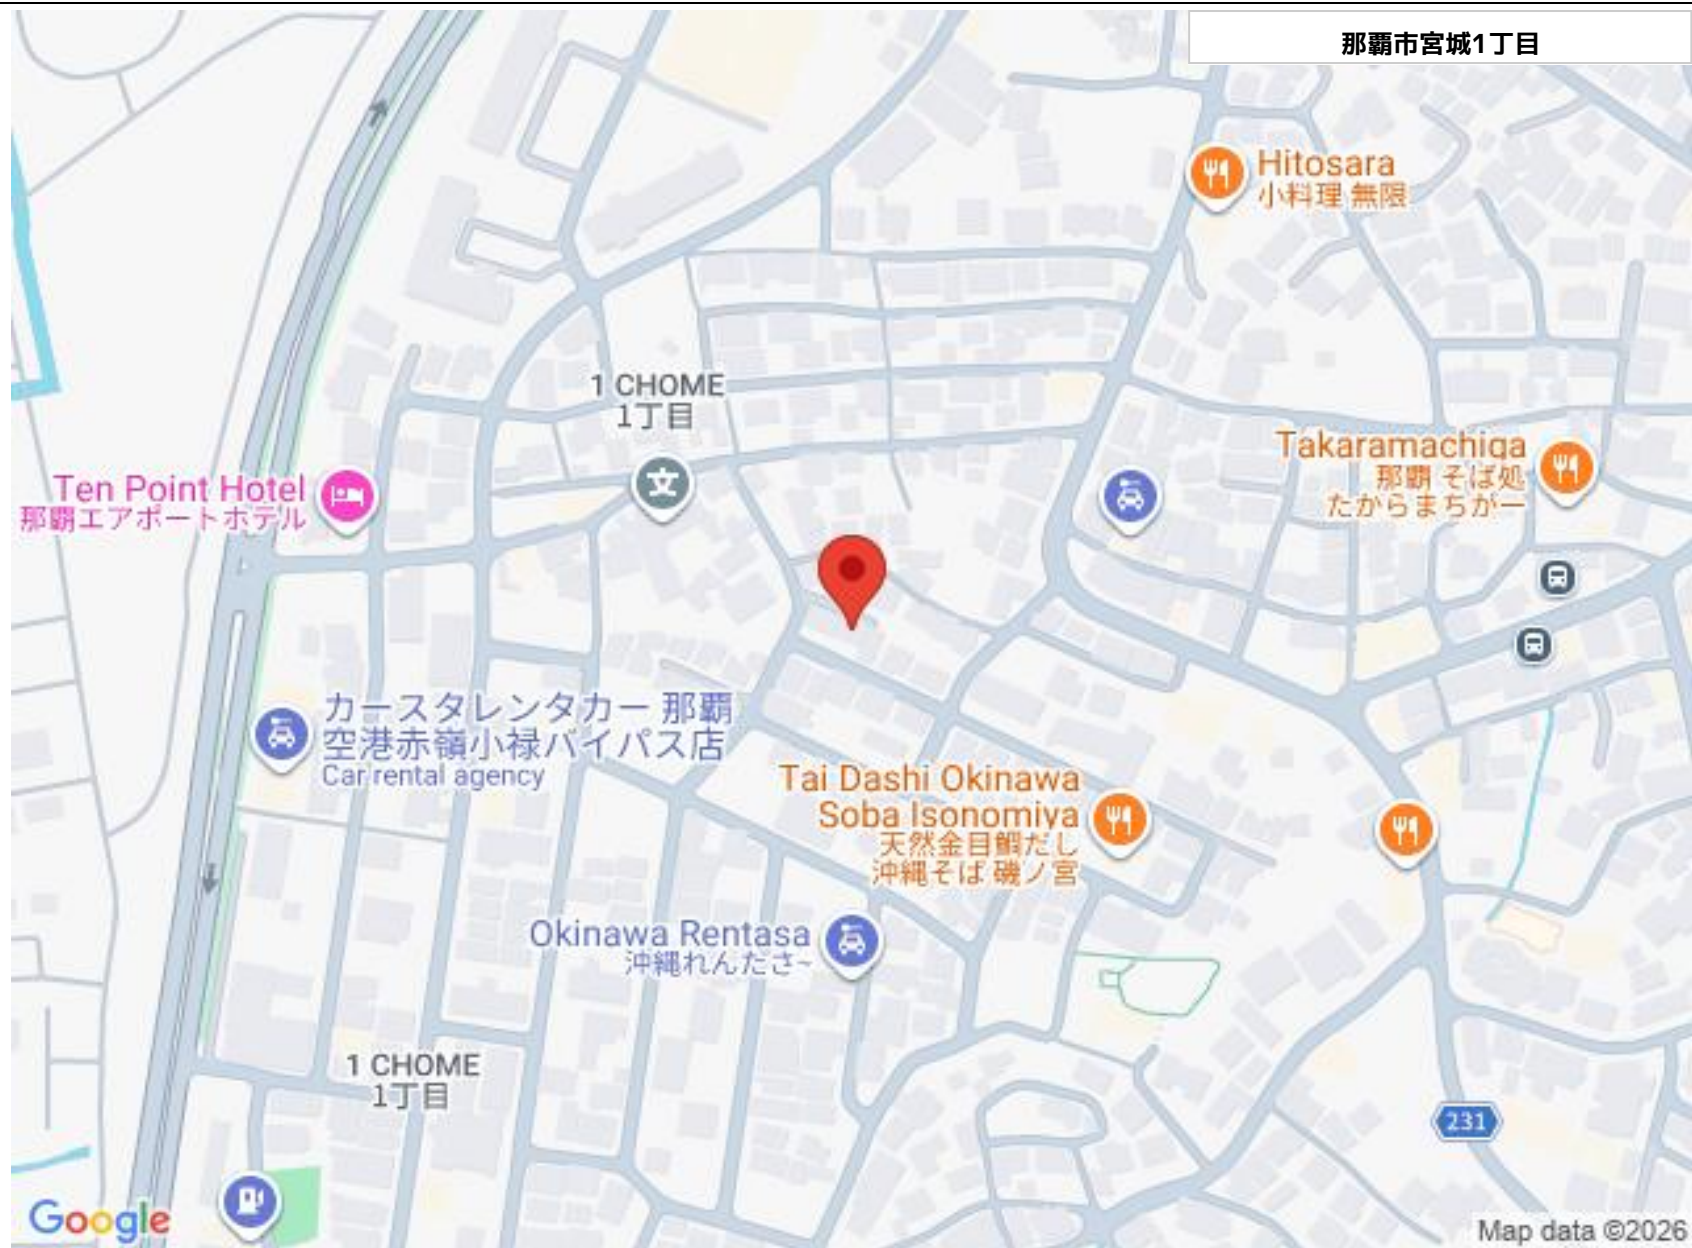 那覇市宮城1丁目
Hitosara
小料理 無限
1 CHOME
1丁目
文
Takaramachiga
那覇 そば処
たからまちがー
Ten Point Hotel
那覇エアポートホテル
カースタレンタカー 那覇
空港赤嶺小禄バイパス店
Car rental agency
Tai Dashi Okinawa
Soba Isonomiya
天然金目鯛だし
沖縄そば 磯ノ宮
Okinawa Rentasa
沖縄れんたさ~
1 CHOME
1丁目
231
Google
Map data ©2026